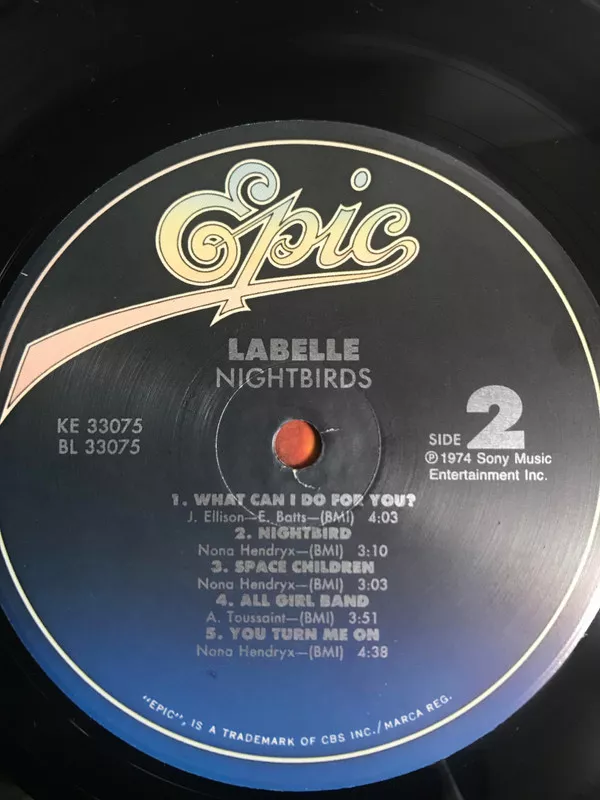 Epic
LABELLE
NIGHTBIRDS
KE 33075
BL 33075
SIDE 2
℗ 1974 Sony Music
Entertainment Inc.
1. WHAT CAN I DO FOR YOU?
J. Ellison—E. Batts—(BMI) 4:03
2. NIGHTBIRD
Nona Hendryx—(BMI) 3:10
3. SPACE CHILDREN
Nona Hendryx—(BMI) 3:03
4. ALL GIRL BAND
A. Toussaint—(BMI) 3:51
5. YOU TURN ME ON
Nona Hendryx—(BMI) 4:38
"EPIC", IS A TRADEMARK OF CBS INC./MARCA REG.